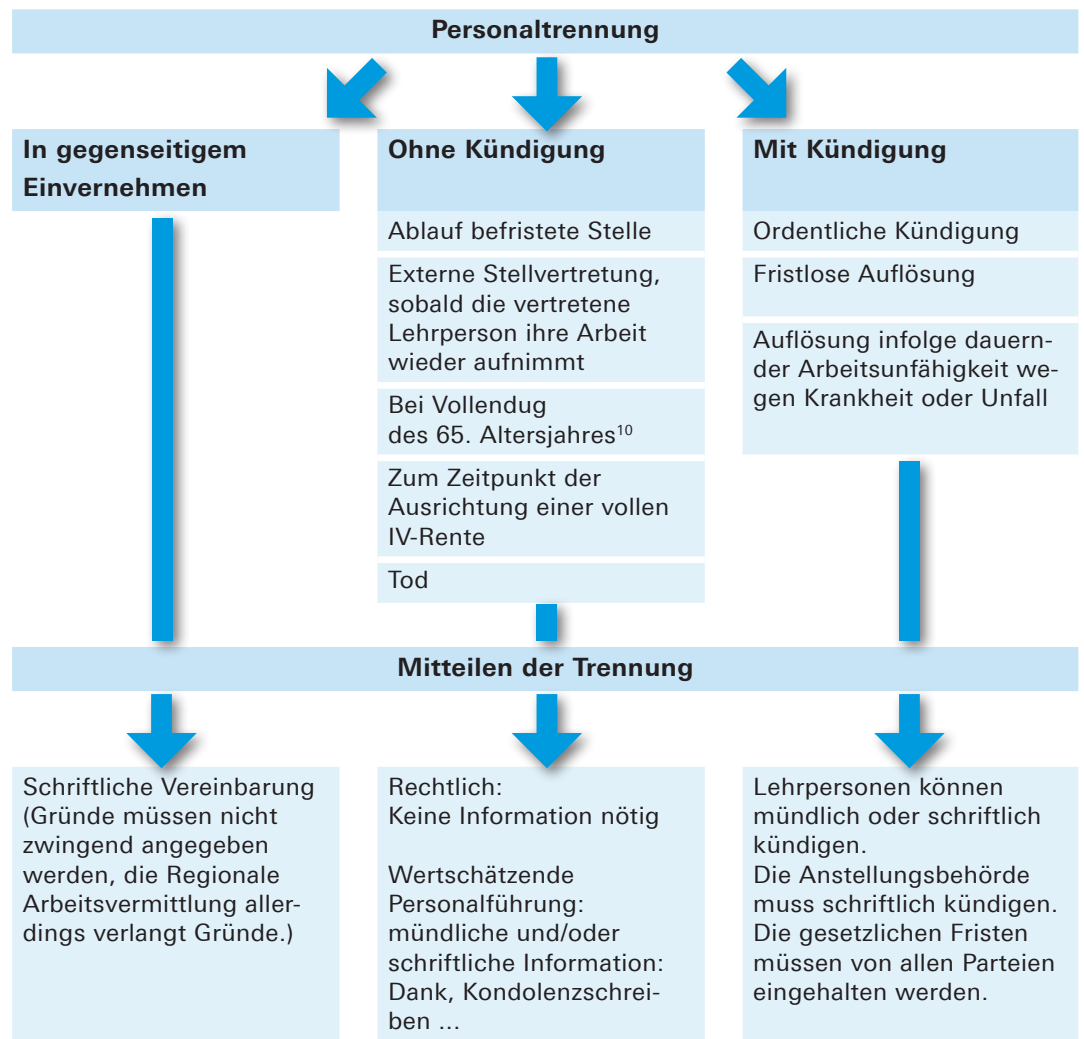 Personaltrennung
In gegenseitigem
Einvernehmen
Ohne Kündigung
Ablauf befristete Stelle
Externe Stellvertretung,
sobald die vertretene
Lehrperson ihre Arbeit
wieder aufnimmt
Bei Vollendug
des 65. Altersjahres¹⁰
Zum Zeitpunkt der
Ausrichtung einer vollen
IV-Rente
Tod
Mit Kündigung
Ordentliche Kündigung
Fristlose Auflösung
Auflösung infolge dauern-
der Arbeitsunfähigkeit we-
gen Krankheit oder Unfall
Mitteilen der Trennung
Schriftliche Vereinbarung
(Gründe müssen nicht
zwingend angegeben
werden, die Regionale
Arbeitsvermittlung aller-
dings verlangt Gründe.)
Rechtlich:
Keine Information nötig
Wertschätzende
Personalführung:
mündliche und/oder
schriftliche Information:
Dank, Kondolenzschrei-
ben ...
Lehrpersonen können
mündlich oder schriftlich
kündigen.
Die Anstellungsbehörde
muss schriftlich kündigen.
Die gesetzlichen Fristen
müssen von allen Parteien
eingehalten werden.